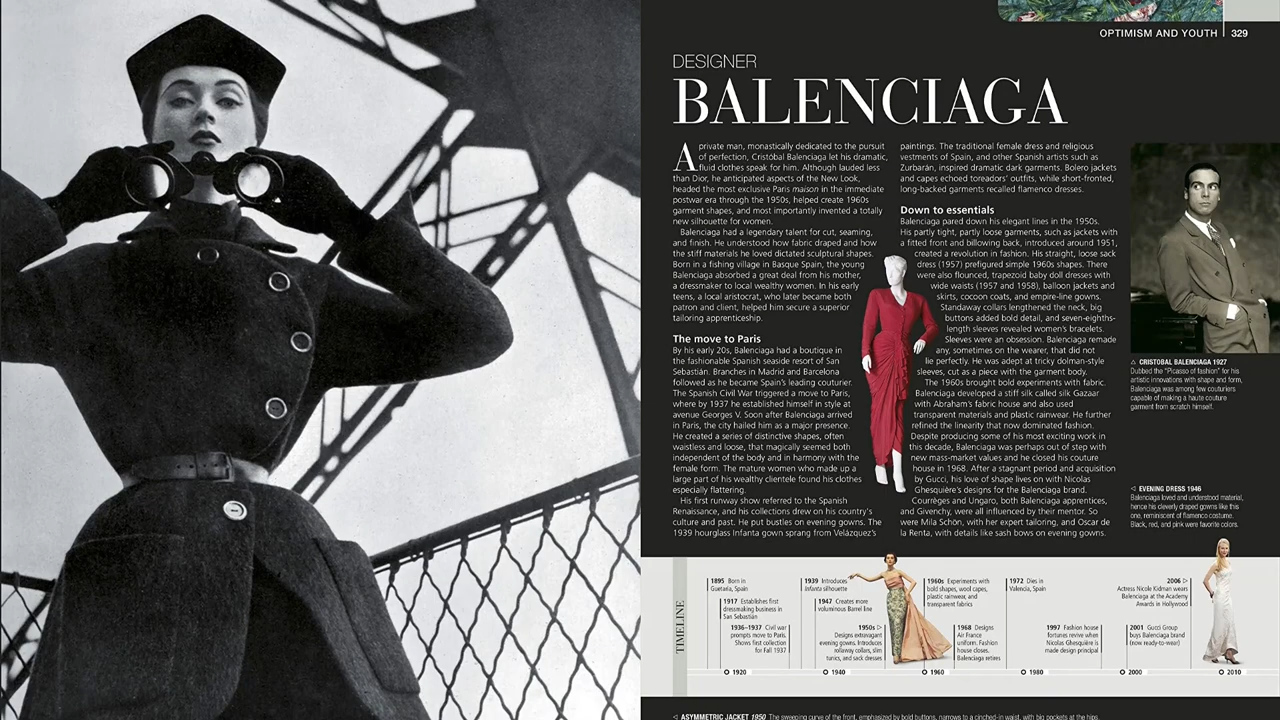 OPTIMISM AND YOUTH 329
DESIGNER
BALENCIAGA
A private man, monastically dedicated to the pursuit
of perfection, Cristóbal Balenciaga let his dramatic,
fluid clothes speak for him. Although lauded less
than Dior, he anticipated aspects of the New Look,
headed the most exclusive Paris maison in the immediate
postwar era through the 1950s, helped create 1960s
garment shapes, and most importantly invented a totally
new silhouette for women.
Balenciaga had a legendary talent for cut, seaming,
and finish. He understood how fabric draped and how
the stiff materials he loved dictated sculptural shapes.
Born in a fishing village in Basque Spain, the young
Balenciaga absorbed a great deal from his mother,
a dressmaker to local wealthy women. In his early
teens, a local aristocrat, who later became both
patron and client, helped him secure a superior
tailoring apprenticeship.
The move to Paris
By his early 20s, Balenciaga had a boutique in
the fashionable Spanish seaside resort of San
Sebastián. Branches in Madrid and Barcelona
followed as he became Spain's leading couturier.
The Spanish Civil War triggered a move to Paris,
where by 1937 he established himself in style at
avenue Georges V. Soon after Balenciaga arrived
in Paris, the city hailed him as a major presence.
He created a series of distinctive shapes, often
waistless and loose, that magically seemed both
independent of the body and in harmony with the
female form. The mature women who made up a
large part of his wealthy clientele found his clothes
especially flattering.
His first runway show referred to the Spanish
Renaissance, and his collections drew on his country's
culture and past. He put bustles on evening gowns. The
1939 hourglass Infanta gown sprang from Velázquez's
paintings. The traditional female dress and religious
vestments of Spain, and other Spanish artists such as
Zurbarán, inspired dramatic dark garments. Bolero jackets
and capes echoed toreadors' outfits, while short-fronted,
long-backed garments recalled flamenco dresses.
Down to essentials
Balenciaga pared down his elegant lines in the 1950s.
His partly tight, partly loose garments, such as jackets with
a fitted front and billowing back, introduced around 1951,
created a revolution in fashion. His straight, loose sack
dress (1957) prefigured simple 1960s shapes. There
were also flounced, trapezoid baby doll dresses with
wide waists (1957 and 1958), balloon jackets and
skirts, cocoon coats, and empire-line gowns.
Standaway collars lengthened the neck, big
buttons added bold detail, and seven-eighths-
length sleeves revealed women's bracelets.
Sleeves were an obsession. Balenciaga remade
any, sometimes on the wearer, that did not
lie perfectly. He was adept at tricky dolman-style
sleeves, cut as a piece with the garment body.
The 1960s brought bold experiments with fabric.
Balenciaga developed a stiff silk called silk Gazaar
with Abraham's fabric house and also used
transparent materials and plastic rainwear. He further
refined the linearity that now dominated fashion.
Despite producing some of his most exciting work in
this decade, Balenciaga was perhaps out of step with
new mass-market values and he closed his couture
house in 1968. After a stagnant period and acquisition
by Gucci, his love of shape lives on with Nicolas
Ghesquière's designs for the Balenciaga brand.
Courrèges and Ungaro, both Balenciaga apprentices,
and Givenchy, were all influenced by their mentor. So
were Mila Schön, with her expert tailoring, and Oscar de
la Renta, with details like sash bows on evening gowns.
△ CRISTOBAL BALENCIAGA 1927
Dubbed the "Picasso of fashion" for his
artistic innovations with shape and form,
Balenciaga was among few couturiers
capable of making a haute couture
garment from scratch himself.
◁ EVENING DRESS 1946
Balenciaga loved and understood material,
hence his cleverly draped gowns like this
one, reminiscent of flamenco costume.
Black, red, and pink were favorite colors.
TIMELINE
1895 Born in
Guetaria, Spain
1917 Establishes first
dressmaking business in
San Sebastián
1936–1937 Civil war
prompts move to Paris.
Shows first collection
for Fall 1937
1939 Introduces
Infanta silhouette
1947 Creates more
voluminous Barrel line
1950s ▷
Designs extravagant
evening gowns. Introduces
rollaway collars, slim
tunics, and sack dresses
1960s Experiments with
bold shapes, wool capes,
plastic rainwear, and
transparent fabrics
1968 Designs
Air France
uniform. Fashion
house closes.
Balenciaga retires
1972 Dies in
Valencia, Spain
1997 Fashion house
fortunes revive when
Nicolas Ghesquière is
made design principal
2001 Gucci Group
buys Balenciaga brand
(now ready-to-wear)
2006 ▷
Actress Nicole Kidman wears
Balenciaga at the Academy
Awards in Hollywood
1920 1940 1960 1980 2000 2010
◁ ASYMMETRIC JACKET 1950 The sweeping curve of the front, emphasized by bold buttons, narrows to a cinched-in waist, with big pockets at the hips.